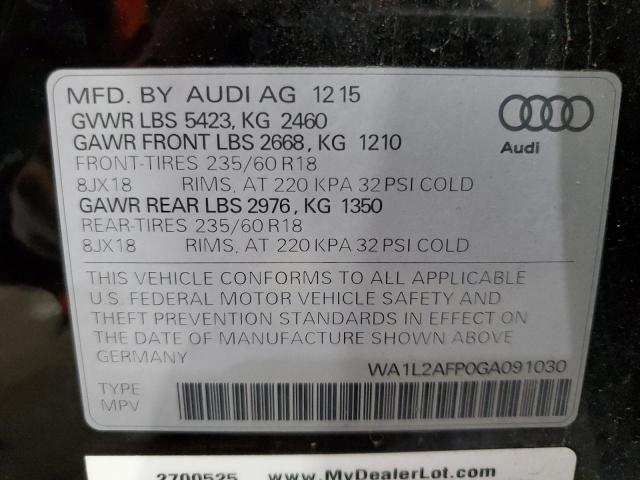 MFD. BY AUDI AG 12 15
GVWR LBS 5423, KG 2460
GAWR FRONT LBS 2668, KG 1210
FRONT-TIRES 235/60 R18
8JX18 RIMS, AT 220 KPA 32 PSI COLD
GAWR REAR LBS 2976, KG 1350
REAR-TIRES 235/60 R18
8JX18 RIMS, AT 220 KPA 32 PSI COLD
Audi
THIS VEHICLE CONFORMS TO ALL APPLICABLE
U.S. FEDERAL MOTOR VEHICLE SAFETY AND
THEFT PREVENTION STANDARDS IN EFFECT ON
THE DATE OF MANUFACTURE SHOWN ABOVE.
GERMANY
WA1L2AFP0GA091030
TYPE
MPV
2700525 www.MyDealerLot.com